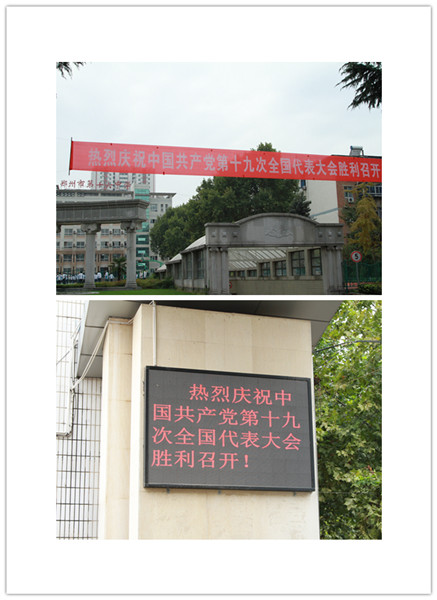 热烈庆祝中国共产党第十九次全国代表大会胜利召开
5
热烈庆祝中
国共产党第十九
次全国代表大会
胜利召开！